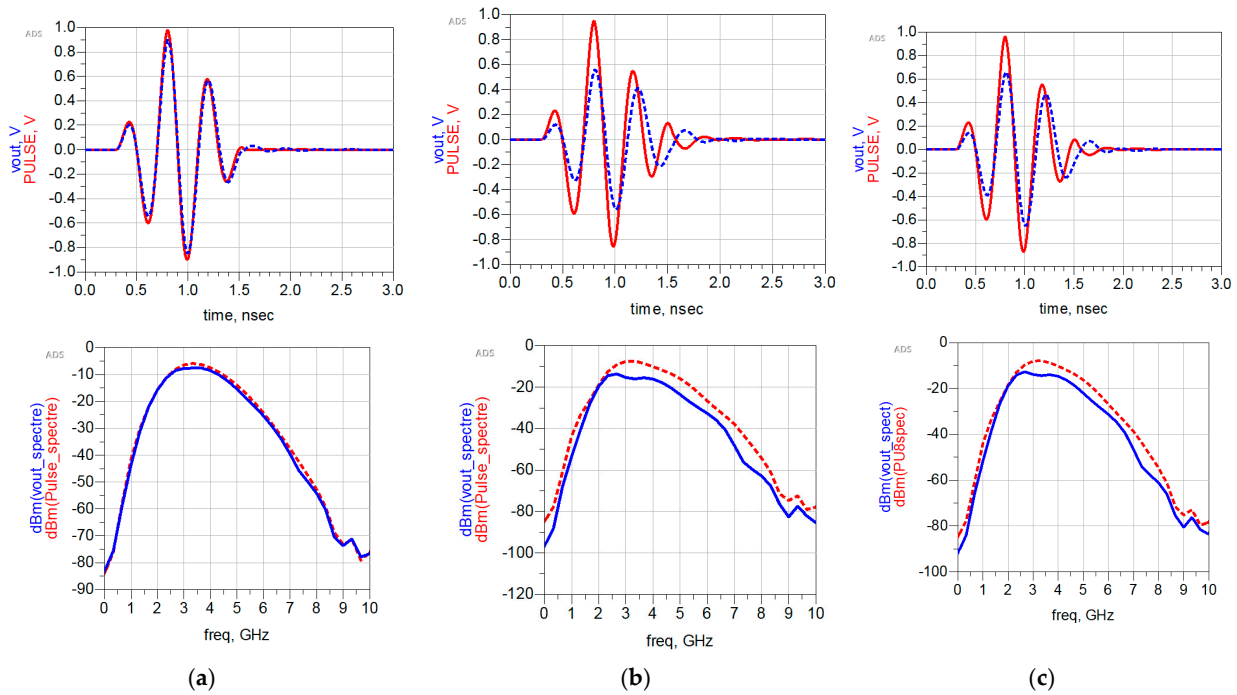 ADS
1.0
0.8
0.6
0.4
0.2
0.0
-0.2
-0.4
-0.6
-0.8
-1.0
vout, V
PULSE, V
0.0 0.5 1.0 1.5 2.0 2.5 3.0
time, nsec
ADS
1.0
0.8
0.6
0.4
0.2
0.0
-0.2
-0.4
-0.6
-0.8
-1.0
vout, V
PULSE, V
0.0 0.5 1.0 1.5 2.0 2.5 3.0
time, nsec
ADS
1.0
0.8
0.6
0.4
0.2
0.0
-0.2
-0.4
-0.6
-0.8
-1.0
vout, V
PULSE, V
0.0 0.5 1.0 1.5 2.0 2.5 3.0
time, nsec
ADS
0
-10
-20
-30
-40
-50
-60
-70
-80
-90
dBm(vout_spectre)
dBm(Pulse_spectre)
0 1 2 3 4 5 6 7 8 9 10
freq, GHz
ADS
0
-20
-40
-60
-80
-100
-120
dBm(vout_spectre)
dBm(Pulse_spectre)
0 1 2 3 4 5 6 7 8 9 10
freq, GHz
ADS
0
-20
-40
-60
-80
-100
dBm(vout_spect)
dBm(PU8spec)
0 1 2 3 4 5 6 7 8 9 10
freq, GHz
(a) (b) (c)